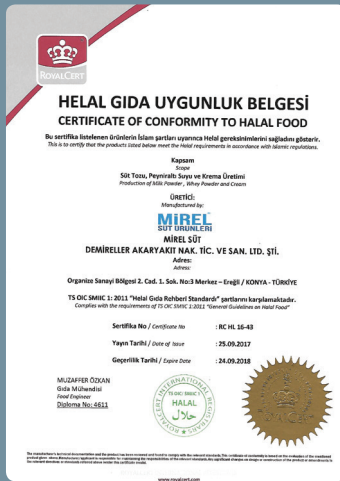 ROYALCERT
HELAL GIDA UYGUNLUK BELGESİ
CERTIFICATE OF CONFORMITY TO HALAL FOOD
Bu sertifika listelenen ürünlerin İslam şartları uyarınca Helal gereksinimlerini sağladını gösterir.
This is to certify that the products listed below meet the Halal requirements in accordance with Islamic regulations.
Kapsam
Scope
Süt Tozu, Peyniraltı Suyu ve Krema Üretimi
Production of Milk Powder , Whey Powder and Cream
ÜRETİCİ:
Manufactured by:
MiREL
SÜT ÜRÜNLERİ
MİREL SÜT
DEMİRELLER AKARYAKIT NAK. TİC. VE SAN. LTD. ŞTİ.
Adres:
Adress:
Organize Sanayi Bölgesi 2. Cad. 1. Sok. No:3 Merkez – Ereğli / KONYA - TÜRKİYE
TS OIC SMIIC 1: 2011 "Helal Gıda Rehberi Standardı" şartlarını karşılamaktadır.
Complies with the requirements of TS OIC SMIIC 1:2011 "General Guidelines on Halal Food"
Sertifika No / Certificate No : RC HL 16-43
Yayın Tarihi / Date of Issue : 25.09.2017
Geçerlilik Tarihi / Expire Date : 24.09.2018
MUZAFFER ÖZKAN
Gıda Mühendisi
Food Engineer
Diploma No: 4611
INTERNATIONAL
TS OIC SMIIC 1
HALAL
حلال
www.royalcert.com